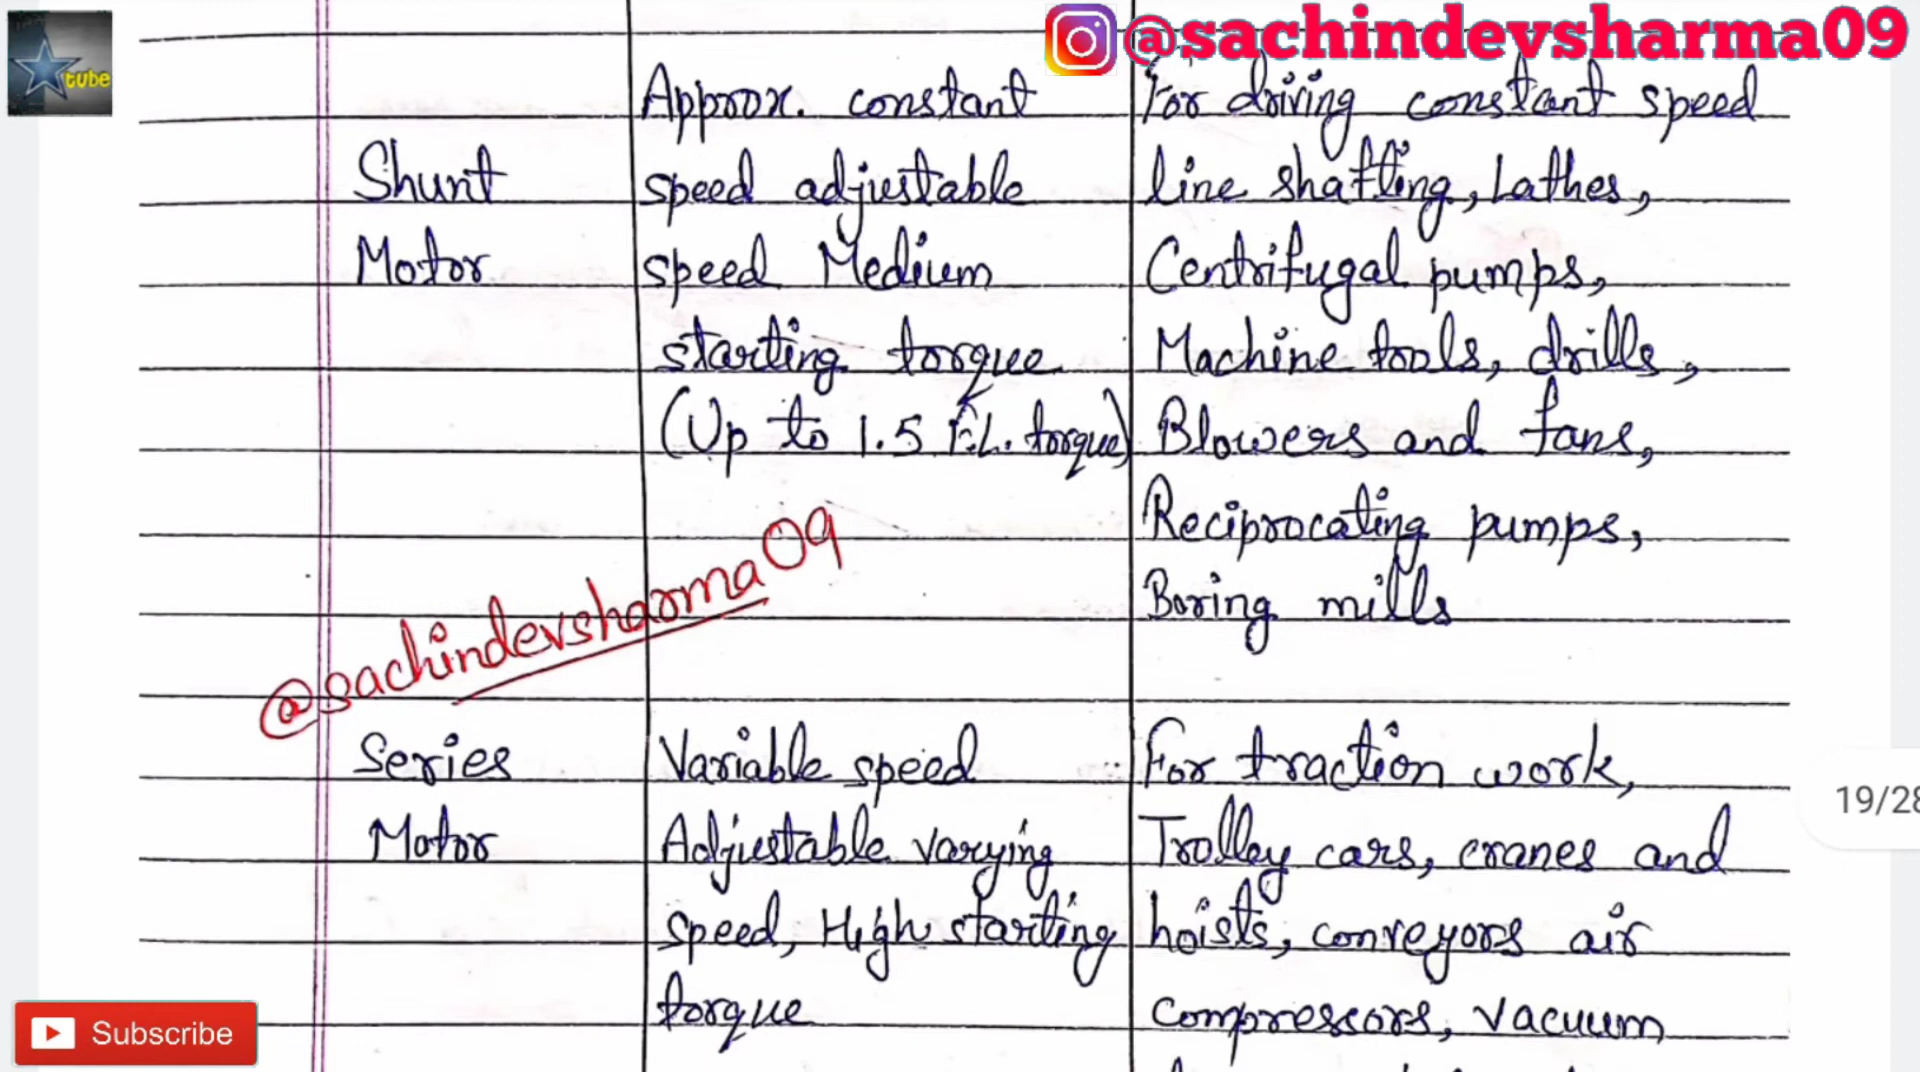 tube
@sachindevsharma09
Approx. constant
speed adjustable
speed Medium
starting torque
(Up to 1.5 F.L. torque)
Shunt
Motor
For driving constant speed
line shafting, Lathes,
Centrifugal pumps,
Machine tools, drills,
Blowers and fans,
Reciprocating pumps,
Boring mills
@sachindevsharma09
Series
Motor
Variable speed
Adjustable varying
speed, High starting
torque
For traction work,
Trolley cars, cranes and
hoists, conveyors air
compressors, vacuum
19/28
Subscribe